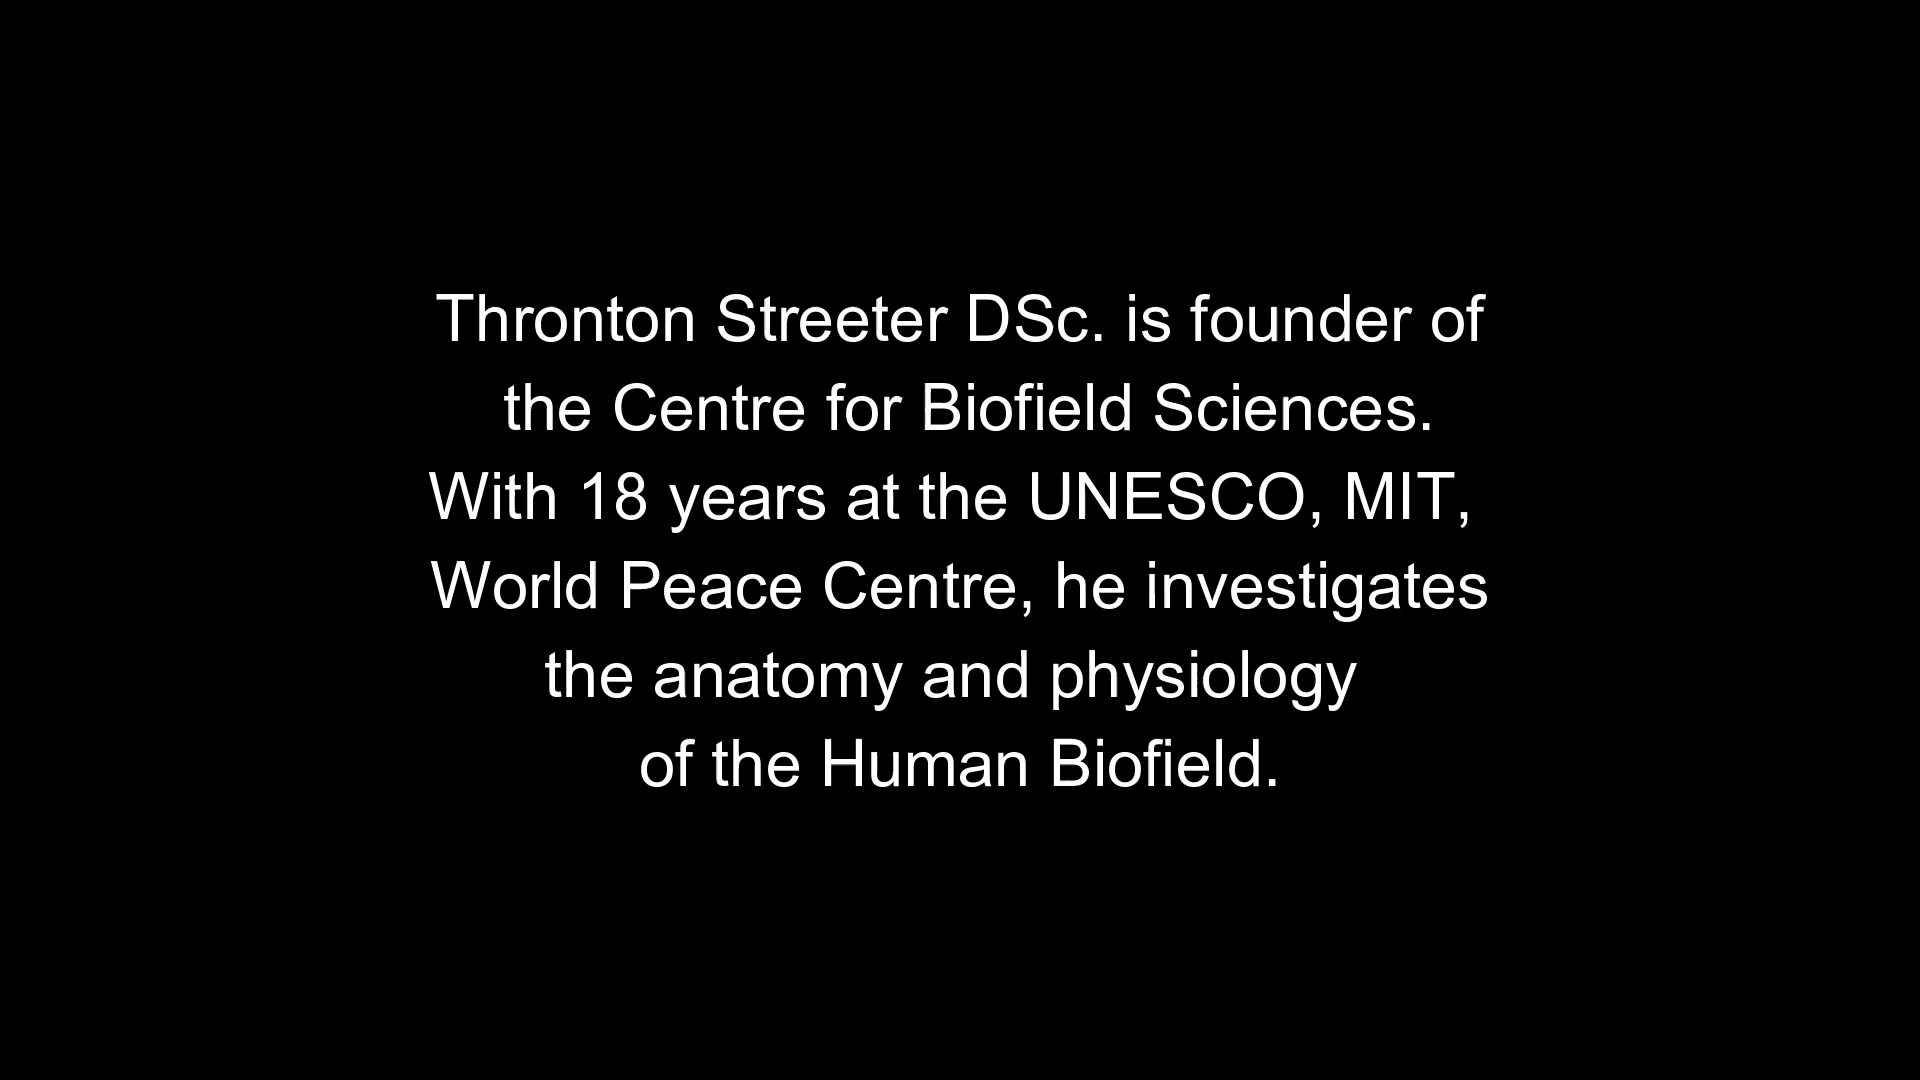 Thronton Streeter DSc. is founder of
the Centre for Biofield Sciences.
With 18 years at the UNESCO, MIT,
World Peace Centre, he investigates
the anatomy and physiology
of the Human Biofield.